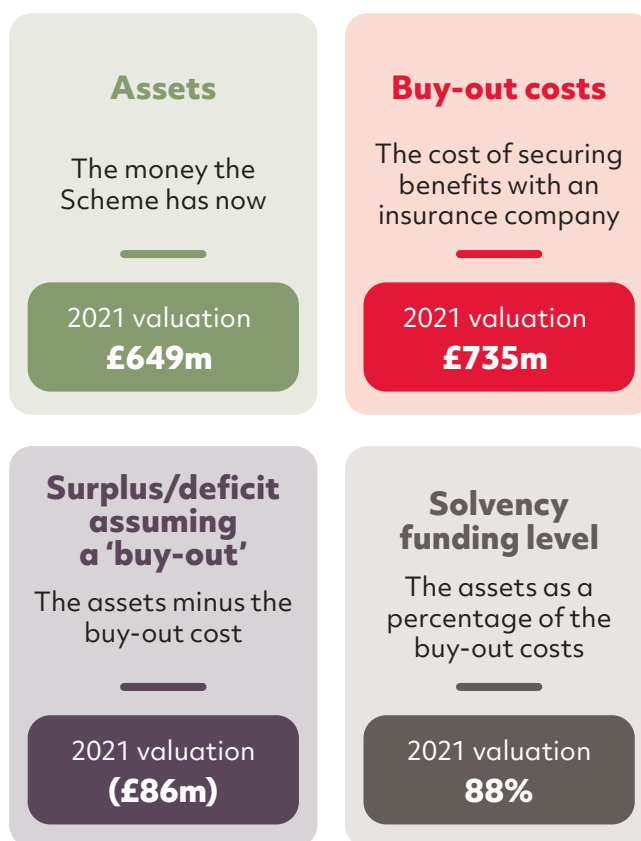 Assets
The money the
Scheme has now
2021 valuation
£649m
Buy-out costs
The cost of securing
benefits with an
insurance company
2021 valuation
£735m
Surplus/deficit
assuming
a ‘buy-out’
The assets minus the
buy-out cost
2021 valuation
(£86m)
Solvency
funding level
The assets as a
percentage of the
buy-out costs
2021 valuation
88%